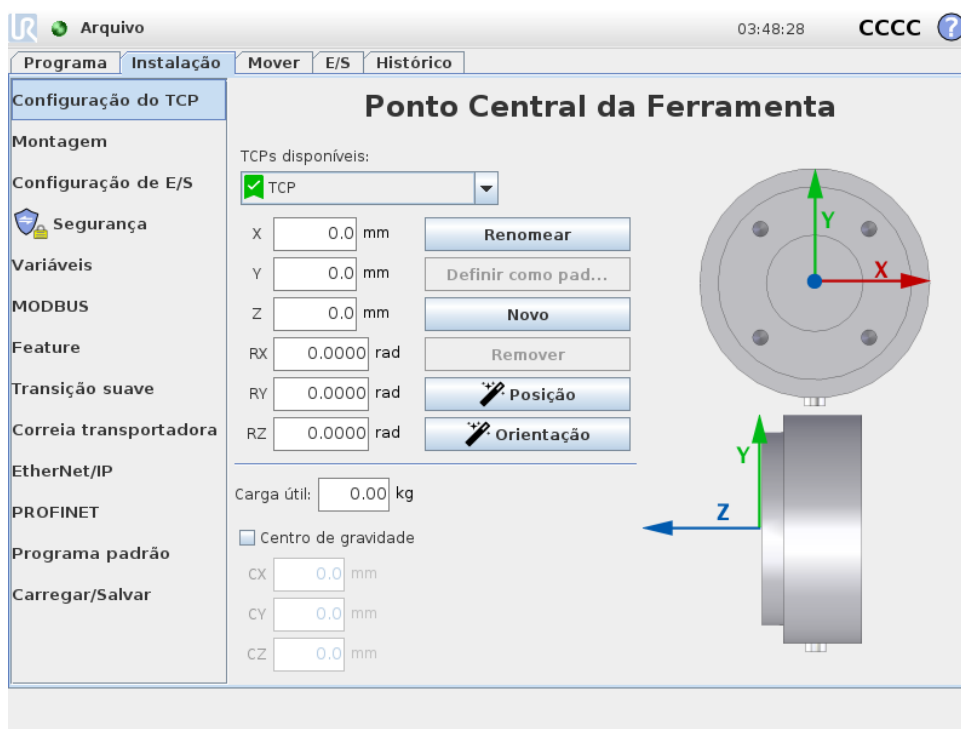 UR Arquivo 03:48:28 CCCC ?
Programa Instalação Mover E/S Histórico
Configuração do TCP
Montagem
Configuração de E/S
Segurança
Variáveis
MODBUS
Feature
Transição suave
Correia transportadora
EtherNet/IP
PROFINET
Programa padrão
Carregar/Salvar
Ponto Central da Ferramenta
TCPs disponíveis:
TCP
X 0.0 mm Renomear
Y 0.0 mm Definir como pad...
Z 0.0 mm Novo
RX 0.0000 rad Remover
RY 0.0000 rad Posição
RZ 0.0000 rad Orientação
Carga útil: 0.00 kg
Centro de gravidade
CX 0.0 mm
CY 0.0 mm
CZ 0.0 mm
Y
X
Y
Z